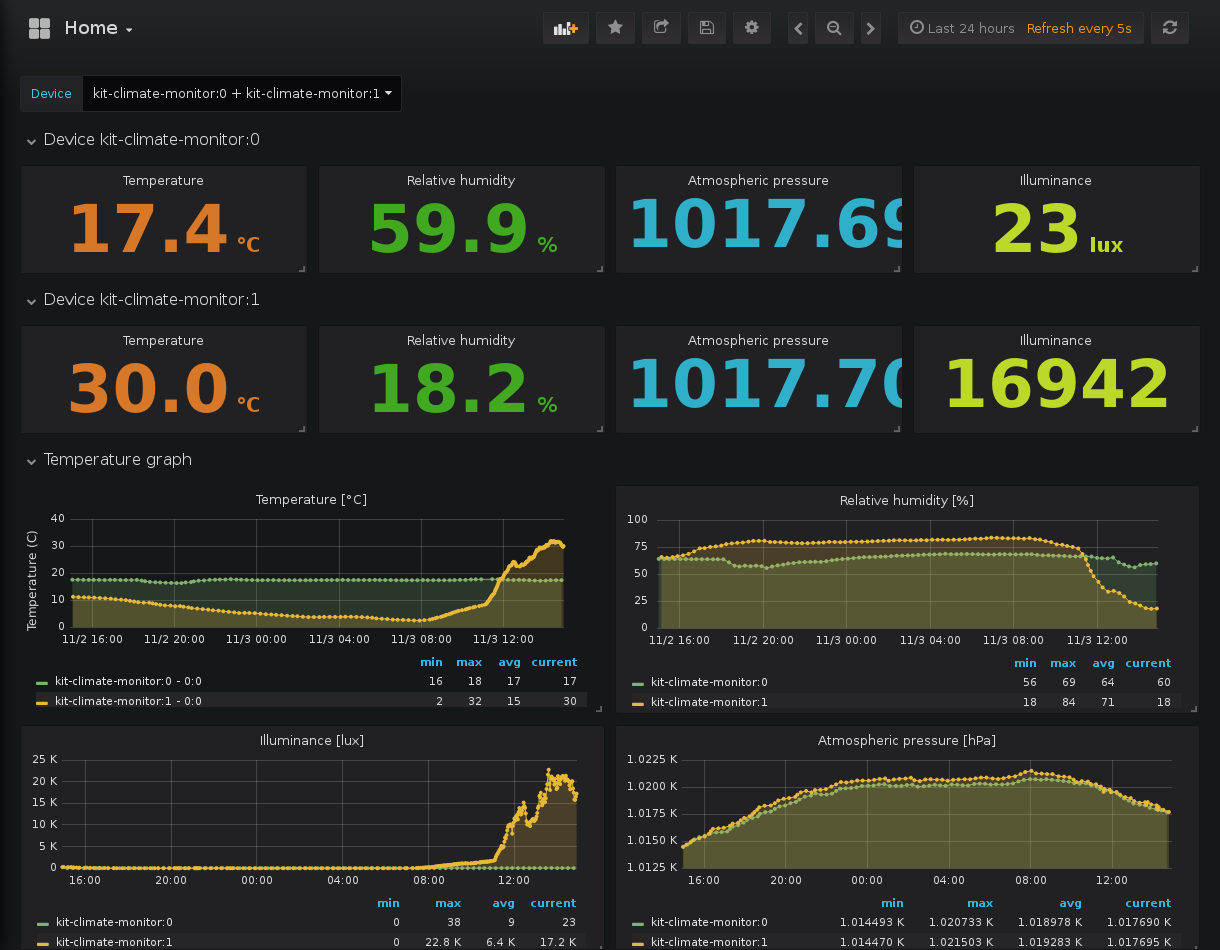 Home
Last 24 hours Refresh every 5s
Device kit-climate-monitor:0 + kit-climate-monitor:1
Device kit-climate-monitor:0
Temperature Relative humidity Atmospheric pressure Illuminance
17.4 °C 59.9 % 1017.69 23 lux
Device kit-climate-monitor:1
Temperature Relative humidity Atmospheric pressure Illuminance
30.0 °C 18.2 % 1017.70 16942
Temperature graph
Temperature [°C]
Temperature (C)
40
30
20
10
0
11/2 16:00 11/2 20:00 11/3 00:00 11/3 04:00 11/3 08:00 11/3 12:00
min max avg current
kit-climate-monitor:0 - 0:0 16 18 17 17
kit-climate-monitor:1 - 0:0 2 32 15 30
Relative humidity [%]
100
75
50
25
0
11/2 16:00 11/2 20:00 11/3 00:00 11/3 04:00 11/3 08:00 11/3 12:00
min max avg current
kit-climate-monitor:0 56 69 64 60
kit-climate-monitor:1 18 84 71 18
Illuminance [lux]
25 K
20 K
15 K
10 K
5 K
0
16:00 20:00 00:00 04:00 08:00 12:00
min max avg current
kit-climate-monitor:0 0 38 9 23
kit-climate-monitor:1 0 22.8 K 6.4 K 17.2 K
Atmospheric pressure [hPa]
1.0225 K
1.0200 K
1.0175 K
1.0150 K
1.0125 K
16:00 20:00 00:00 04:00 08:00 12:00
min max avg current
kit-climate-monitor:0 1.014493 K 1.020733 K 1.018978 K 1.017690 K
kit-climate-monitor:1 1.014470 K 1.021503 K 1.019283 K 1.017695 K